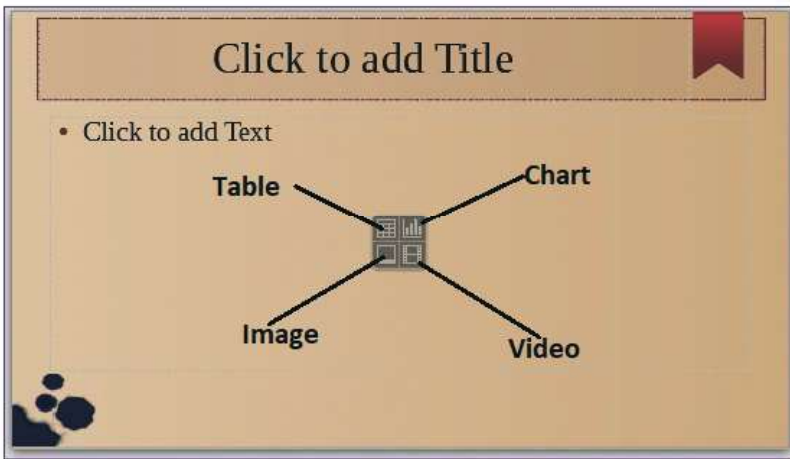 Click to add Title
• Click to add Text
Table
Chart
Image
Video